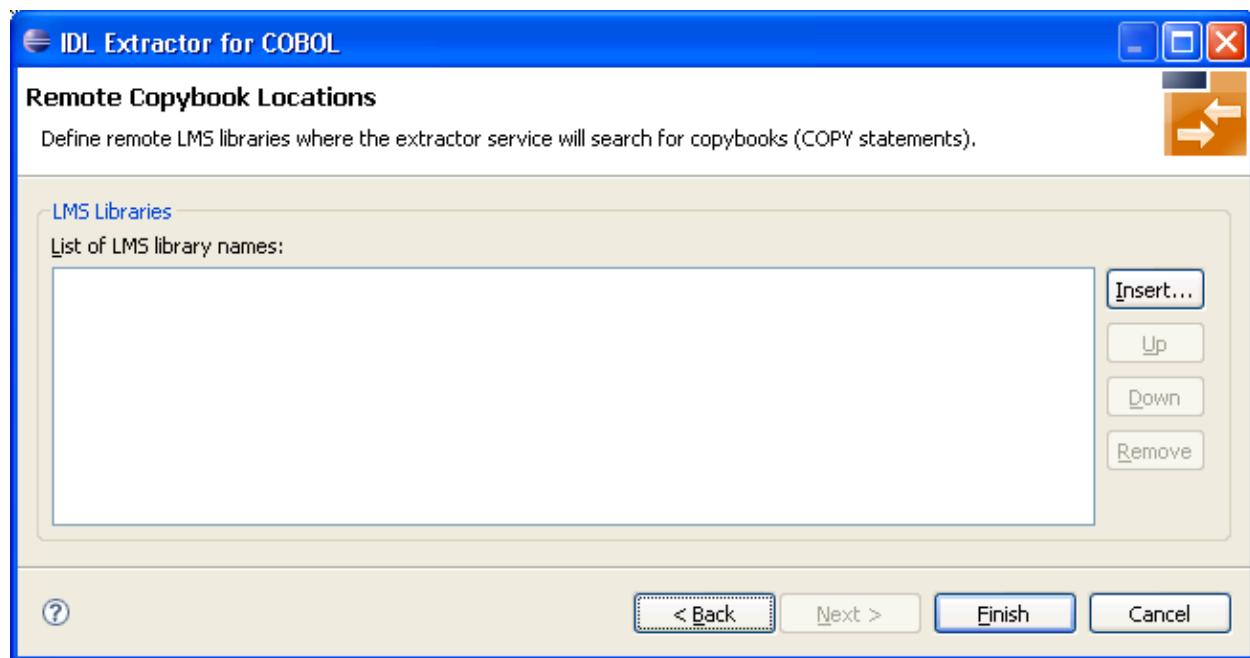 IDL Extractor for COBOL
Remote Copybook Locations
Define remote LMS libraries where the extractor service will search for copybooks (COPY statements).
LMS Libraries
List of LMS library names:
Insert...
Up
Down
Remove
?
< Back
Next >
Finish
Cancel